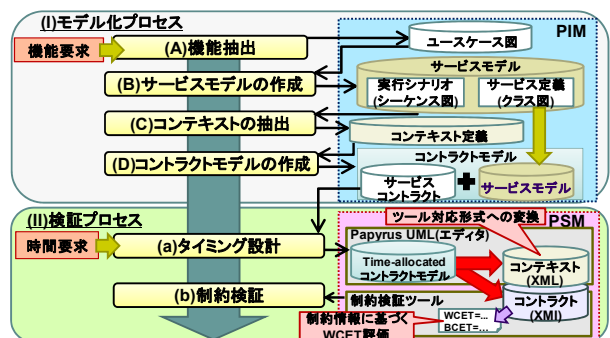 (I)モデル化プロセス
PIM
機能要求
(A)機能抽出
ユースケース図
サービスモデル
(B)サービスモデルの作成
実行シナリオ
(シーケンス図)
サービス定義
(クラス図)
(C)コンテキストの抽出
コンテキスト定義
(D)コントラクトモデルの作成
コントラクトモデル
サービス
コントラクト
+
サービスモデル
(II)検証プロセス
ツール対応形式への変換
PSM
時間要求
(a)タイミング設計
Papyrus UML(エディタ)
Time-allocated
コントラクトモデル
コンテキスト
(XML)
(b)制約検証
制約検証ツール
コントラクト
(XMI)
制約情報に基づく
WCET評価
WCET=...
BCET=...